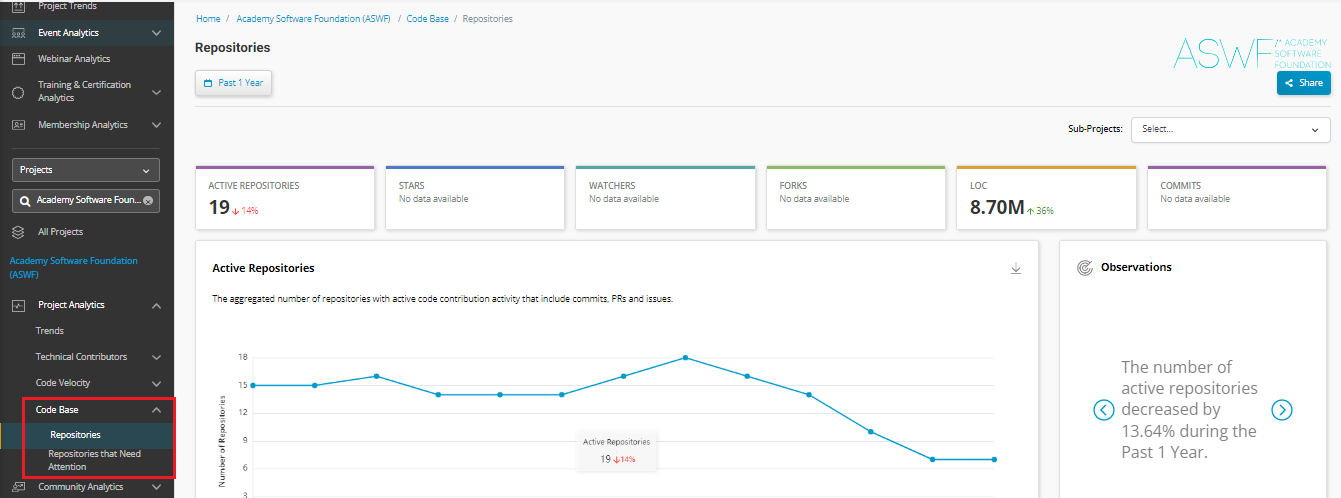 Project Trends
Event Analytics
Webinar Analytics
Training & Certification
Analytics
Membership Analytics
Projects
Academy Software Foun...
All Projects
Academy Software Foundation
(ASWF)
Project Analytics
Trends
Technical Contributors
Code Velocity
Code Base
Repositories
Repositories that Need
Attention
Community Analytics
Home / Academy Software Foundation (ASWF) / Code Base / Repositories
Repositories
Past 1 Year
ASWF /* ACADEMY
SOFTWARE
FOUNDATION
Share
Sub-Projects: Select...
ACTIVE REPOSITORIES
19 14%
STARS
No data available
WATCHERS
No data available
FORKS
No data available
LOC
8.70M 36%
COMMITS
No data available
Active Repositories
The aggregated number of repositories with active code contribution activity that include commits, PRs and issues.
Number of Repositories
18
15
12
9
6
3
Active Repositories
19 14%
Observations
The number of
active repositories
decreased by
13.64% during the
Past 1 Year.